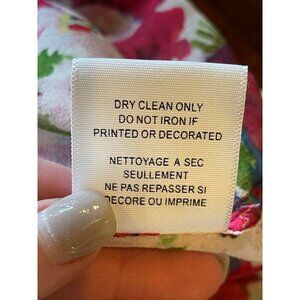 DRY CLEAN ONLY
DO NOT IRON IF
PRINTED OR DECORATED
NETTOYAGE A SEC
SEULLEMENT
NE PAS REPASSER SI
DECORE OU IMPRIME